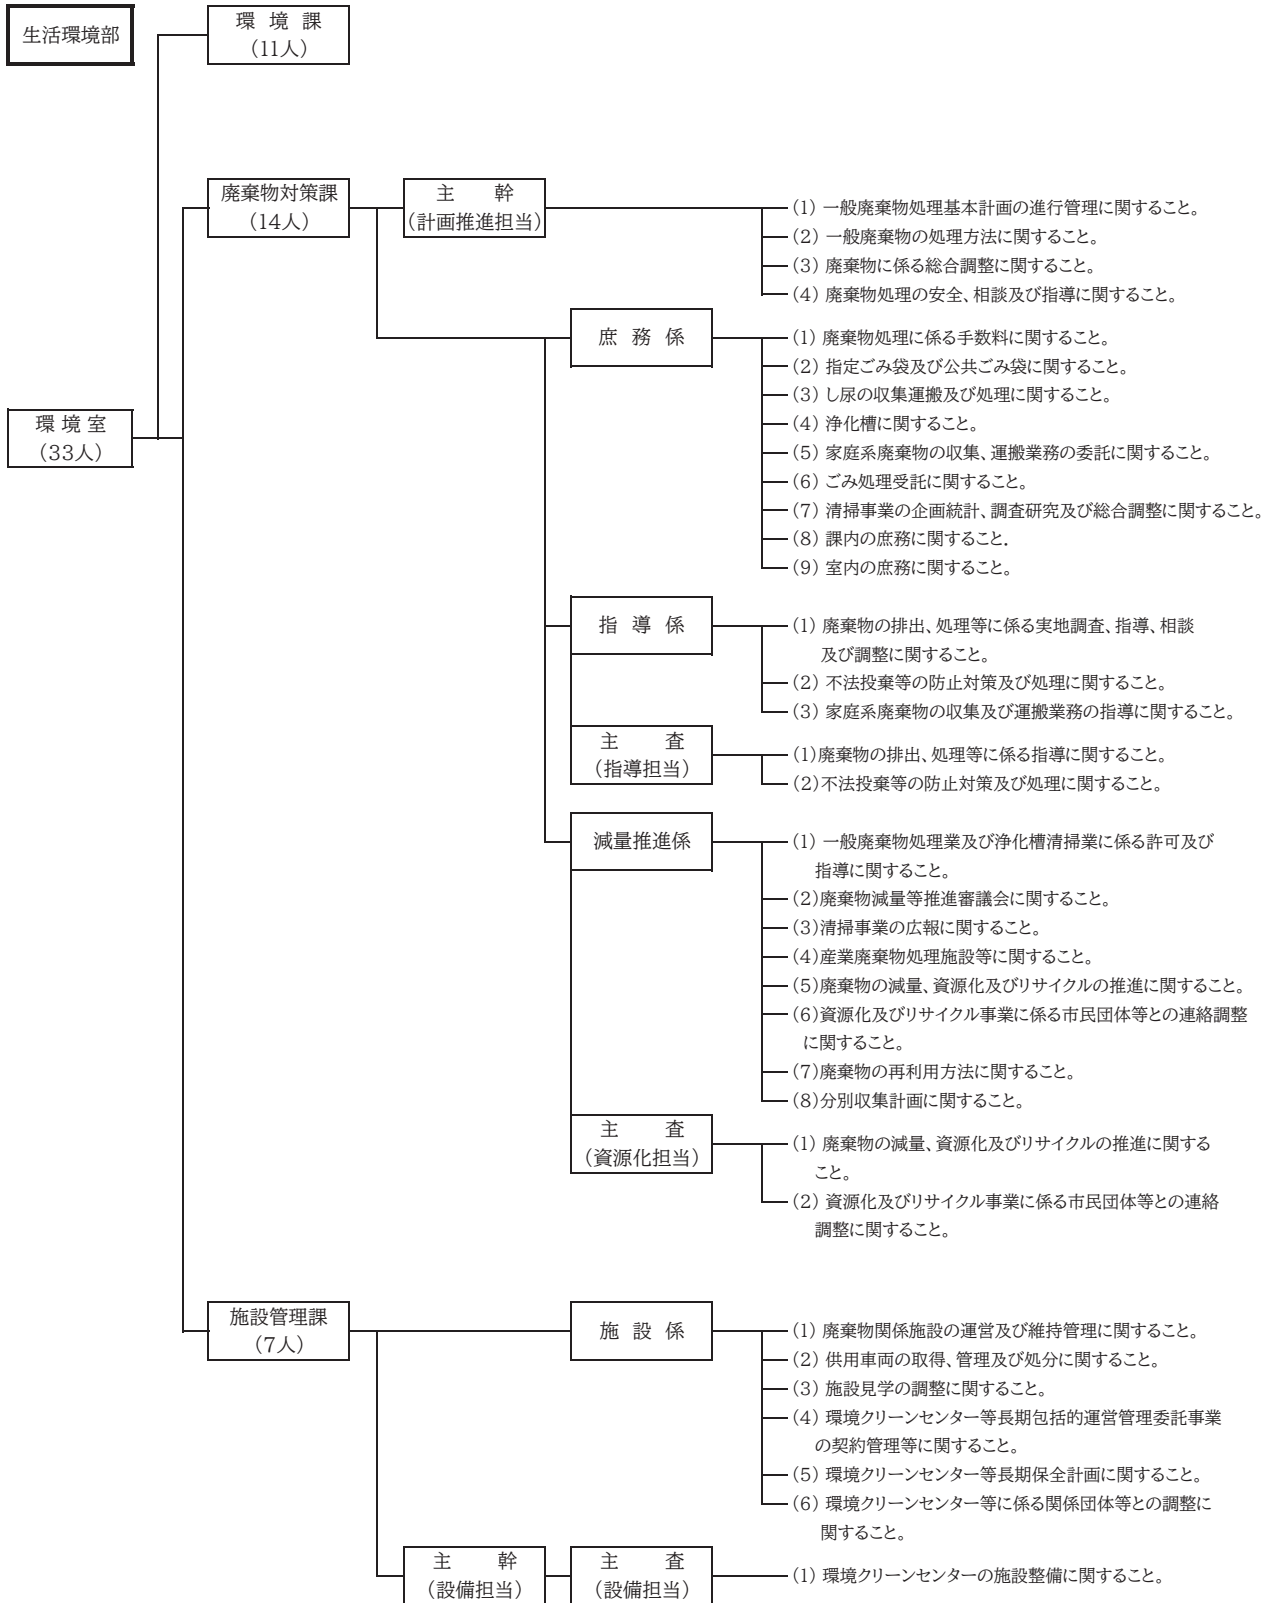 生活環境部
環 境 課
（11人）
廃棄物対策課
（14人）
主 幹
（計画推進担当）
（1） 一般廃棄物処理基本計画の進行管理に関すること。
（2） 一般廃棄物の処理方法に関すること。
（3） 廃棄物に係る総合調整に関すること。
（4） 廃棄物処理の安全、相談及び指導に関すること。
庶 務 係
（1） 廃棄物処理に係る手数料に関すること。
（2） 指定ごみ袋及び公共ごみ袋に関すること。
（3） し尿の収集運搬及び処理に関すること。
（4） 浄化槽に関すること。
（5） 家庭系廃棄物の収集、運搬業務の委託に関すること。
（6） ごみ処理受託に関すること。
（7） 清掃事業の企画統計、調査研究及び総合調整に関すること。
（8） 課内の庶務に関すること．
（9） 室内の庶務に関すること。
環 境 室
（33人）
指 導 係
（1） 廃棄物の排出、処理等に係る実地調査、指導、相談
及び調整に関すること。
（2） 不法投棄等の防止対策及び処理に関すること。
（3） 家庭系廃棄物の収集及び運搬業務の指導に関すること。
主 査
（指導担当）
（1）廃棄物の排出、処理等に係る指導に関すること。
（2）不法投棄等の防止対策及び処理に関すること。
減量推進係
（1） 一般廃棄物処理業及び浄化槽清掃業に係る許可及び
指導に関すること。
（2）廃棄物減量等推進審議会に関すること。
（3）清掃事業の広報に関すること。
（4）産業廃棄物処理施設等に関すること。
（5）廃棄物の減量、資源化及びリサイクルの推進に関すること。
（6）資源化及びリサイクル事業に係る市民団体等との連絡調整
に関すること。
（7）廃棄物の再利用方法に関すること。
（8）分別収集計画に関すること。
主 査
（資源化担当）
（1） 廃棄物の減量、資源化及びリサイクルの推進に関する
こと。
（2） 資源化及びリサイクル事業に係る市民団体等との連絡
調整に関すること。
施設管理課
（7人）
施 設 係
（1） 廃棄物関係施設の運営及び維持管理に関すること。
（2） 供用車両の取得、管理及び処分に関すること。
（3） 施設見学の調整に関すること。
（4） 環境クリーンセンター等長期包括的運営管理委託事業
の契約管理等に関すること。
（5） 環境クリーンセンター等長期保全計画に関すること。
（6） 環境クリーンセンター等に係る関係団体等との調整に
関すること。
主 幹
（設備担当）
主 査
（設備担当）
（1） 環境クリーンセンターの施設整備に関すること。